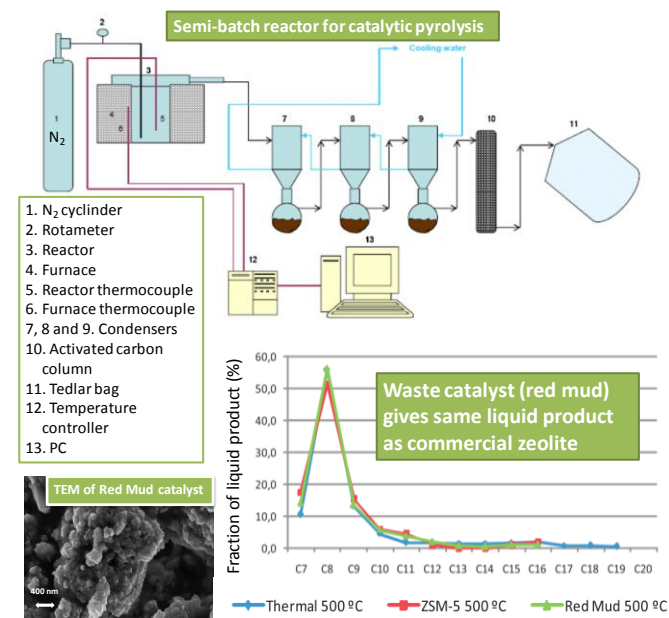 Semi-batch reactor for catalytic pyrolysis
2
Cooling water
3
1
N2
4
5
6
7
8
9
10
11
12
13
1. N2 cyclinder
2. Rotameter
3. Reactor
4. Furnace
5. Reactor thermocouple
6. Furnace thermocouple
7, 8 and 9. Condensers
10. Activated carbon
column
11. Tedlar bag
12. Temperature
controller
13. PC
TEM of Red Mud catalyst
400 nm
Fraction of liquid product (%)
60,0
50,0
40,0
30,0
20,0
10,0
0,0
Waste catalyst (red mud)
gives same liquid product
as commercial zeolite
C7 C8 C9 C10 C11 C12 C13 C14 C15 C16 C17 C18 C19 C20
Thermal 500 ºC ZSM-5 500 ºC Red Mud 500 ºC